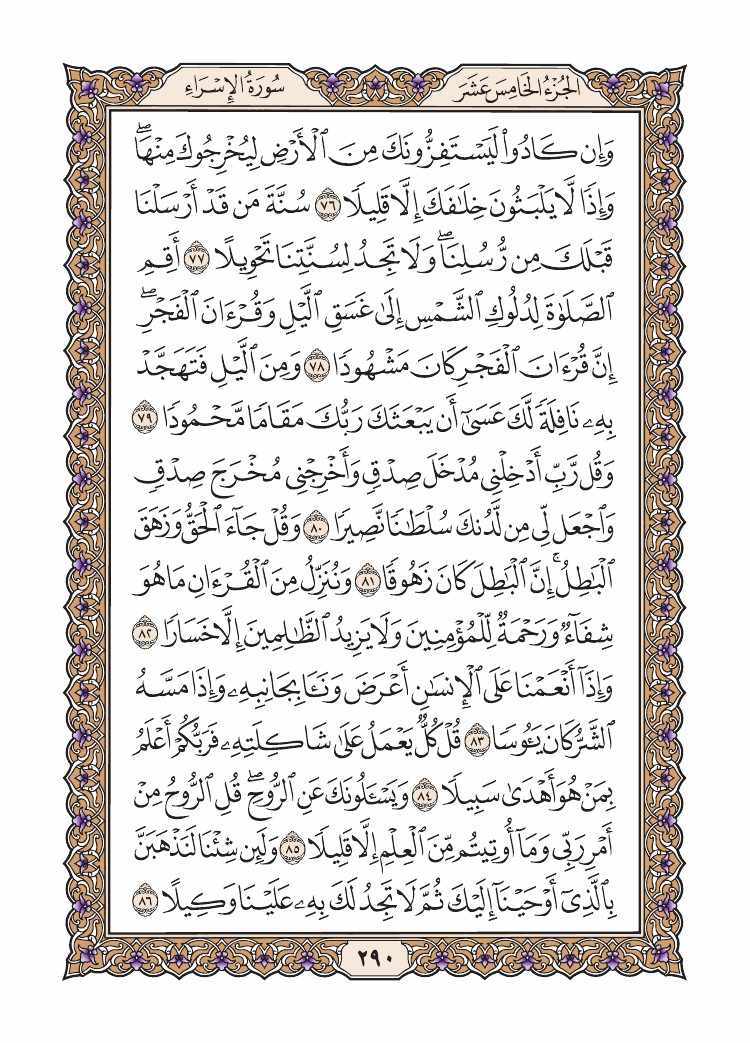 الجُزْءُ الخَامِسَ عَشَرَ
سُورَةُ الإِسْرَاءِ
وَإِن كَادُواْ لَيَسْتَفِزُّونَكَ مِنَ ٱلْأَرْضِ لِيُخْرِجُوكَ مِنْهَاۖ
وَإِذًا لَّا يَلْبَثُونَ خِلَٰفَكَ إِلَّا قَلِيلًا ٧٦ سُنَّةَ مَن قَدْ أَرْسَلْنَا
قَبْلَكَ مِن رُّسُلِنَاۖ وَلَا تَجِدُ لِسُنَّتِنَا تَحْوِيلًا ٧٧ أَقِمِ
ٱلصَّلَوٰةَ لِدُلُوكِ ٱلشَّمْسِ إِلَىٰ غَسَقِ ٱلَّيْلِ وَقُرْءَانَ ٱلْفَجْرِۖ
إِنَّ قُرْءَانَ ٱلْفَجْرِ كَانَ مَشْهُودًا ٧٨ وَمِنَ ٱلَّيْلِ فَتَهَجَّدْ
بِهِۦ نَافِلَةً لَّكَ عَسَىٰٓ أَن يَبْعَثَكَ رَبُّكَ مَقَامًا مَّحْمُودًا ٧٩
وَقُل رَّبِّ أَدْخِلْنِى مُدْخَلَ صِدْقٍ وَأَخْرِجْنِى مُخْرَجَ صِدْقٍ
وَٱجْعَل لِّى مِن لَّدُنكَ سُلْطَٰنًا نَّصِيرًا ٨٠ وَقُلْ جَآءَ ٱلْحَقُّ وَزَهَقَ
ٱلْبَٰطِلُۚ إِنَّ ٱلْبَٰطِلَ كَانَ زَهُوقًا ٨١ وَنُنَزِّلُ مِنَ ٱلْقُرْءَانِ مَا هُوَ
شِفَآءٌ وَرَحْمَةٌ لِّلْمُؤْمِنِينَ وَلَا يَزِيدُ ٱلظَّٰلِمِينَ إِلَّا خَسَارًا ٨٢
وَإِذَآ أَنْعَمْنَا عَلَى ٱلْإِنسَٰنِ أَعْرَضَ وَنَـَٔا بِجَانِبِهِۦ وَإِذَا مَسَّهُ
ٱلشَّرُّ كَانَ يَـُٔوسًا ٨٣ قُلْ كُلٌّ يَعْمَلُ عَلَىٰ شَاكِلَتِهِۦ فَرَبُّكُمْ أَعْلَمُ
بِمَنْ هُوَ أَهْدَىٰ سَبِيلًا ٨٤ وَيَسْـَٔلُونَكَ عَنِ ٱلرُّوحِۖ قُلِ ٱلرُّوحُ مِنْ
أَمْرِ رَبِّى وَمَآ أُوتِيتُم مِّنَ ٱلْعِلْمِ إِلَّا قَلِيلًا ٨٥ وَلَئِن شِئْنَا لَنَذْهَبَنَّ
بِٱلَّذِىٓ أَوْحَيْنَآ إِلَيْكَ ثُمَّ لَا تَجِدُ لَكَ بِهِۦ عَلَيْنَا وَكِيلًا ٨٦
٢٩٠